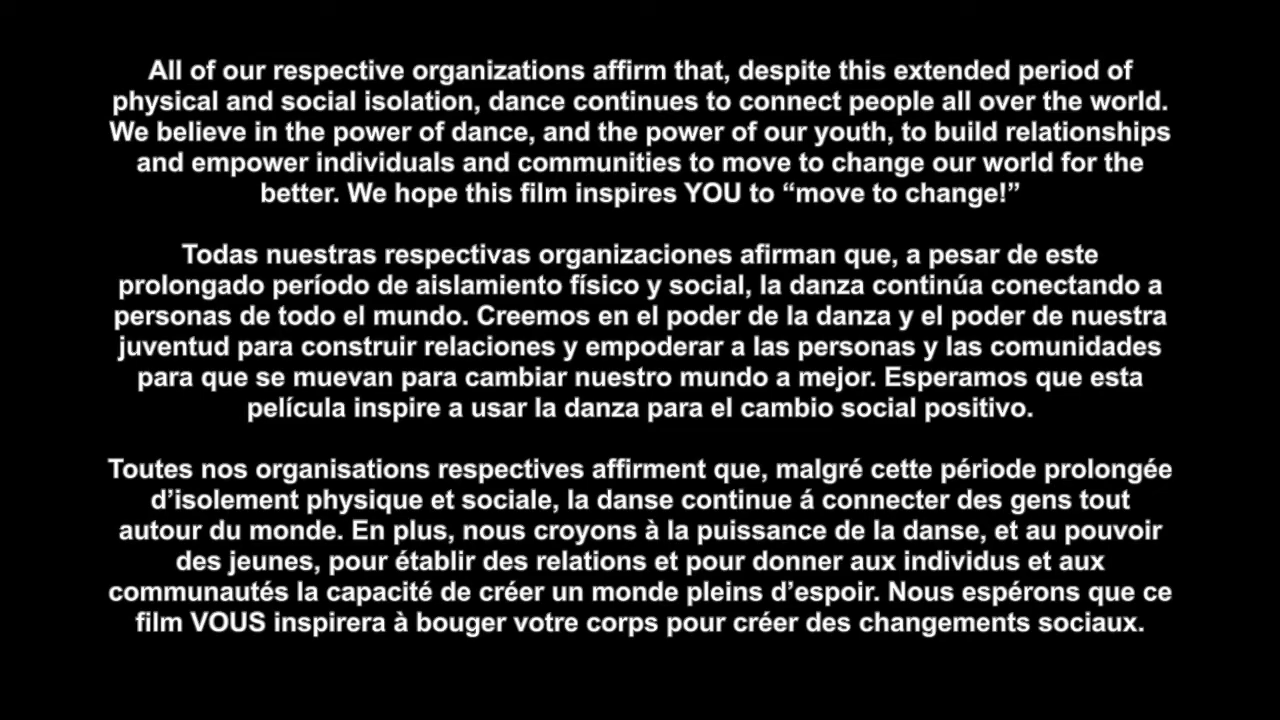 All of our respective organizations affirm that, despite this extended period of
physical and social isolation, dance continues to connect people all over the world.
We believe in the power of dance, and the power of our youth, to build relationships
and empower individuals and communities to move to change our world for the
better. We hope this film inspires YOU to “move to change!”
Todas nuestras respectivas organizaciones afirman que, a pesar de este
prolongado período de aislamiento físico y social, la danza continúa conectando a
personas de todo el mundo. Creemos en el poder de la danza y el poder de nuestra
juventud para construir relaciones y empoderar a las personas y las comunidades
para que se muevan para cambiar nuestro mundo a mejor. Esperamos que esta
película inspire a usar la danza para el cambio social positivo.
Toutes nos organisations respectives affirment que, malgré cette période prolongée
d’isolement physique et sociale, la danse continue á connecter des gens tout
autour du monde. En plus, nous croyons à la puissance de la danse, et au pouvoir
des jeunes, pour établir des relations et pour donner aux individus et aux
communautés la capacité de créer un monde pleins d’espoir. Nous espérons que ce
film VOUS inspirera à bouger votre corps pour créer des changements sociaux.